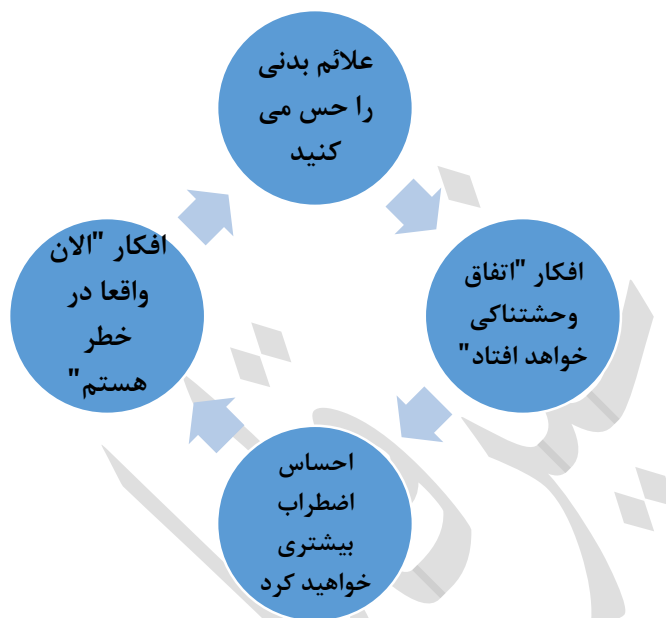 علائم بدنی
را حس می
کنید
افکار "اتفاق
وحشتناکی
خواهد افتاد"
احساس
اضطراب
بیشتری
خواهید کرد
افکار "الان
واقعا در
خطر
هستم"